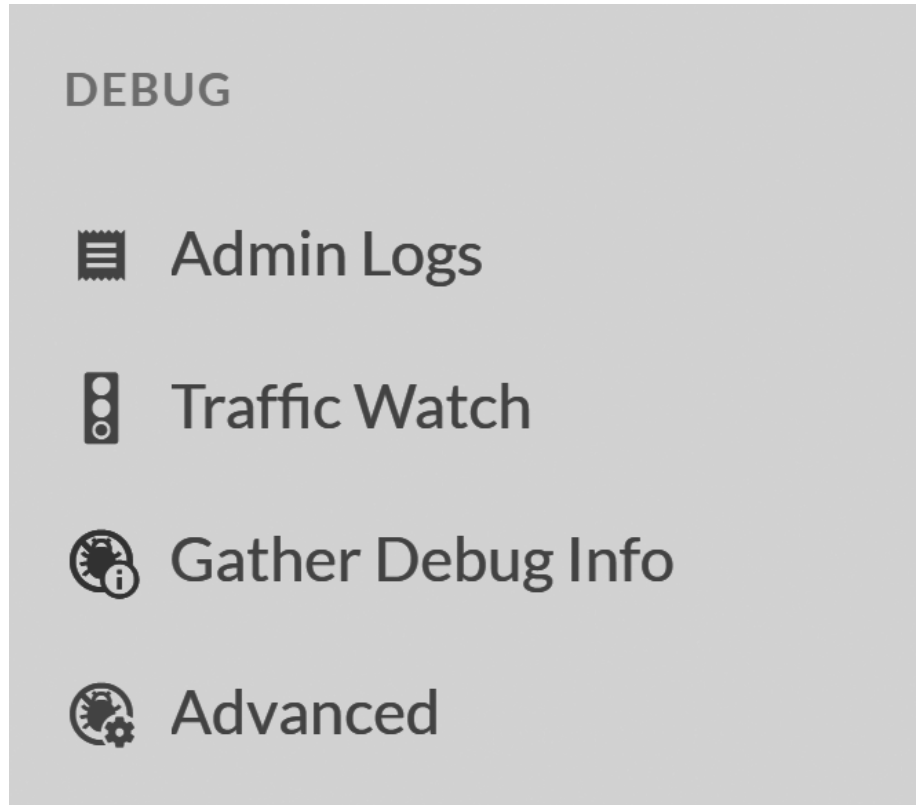 DEBUG
Admin Logs
Traffic Watch
Gather Debug Info
Advanced